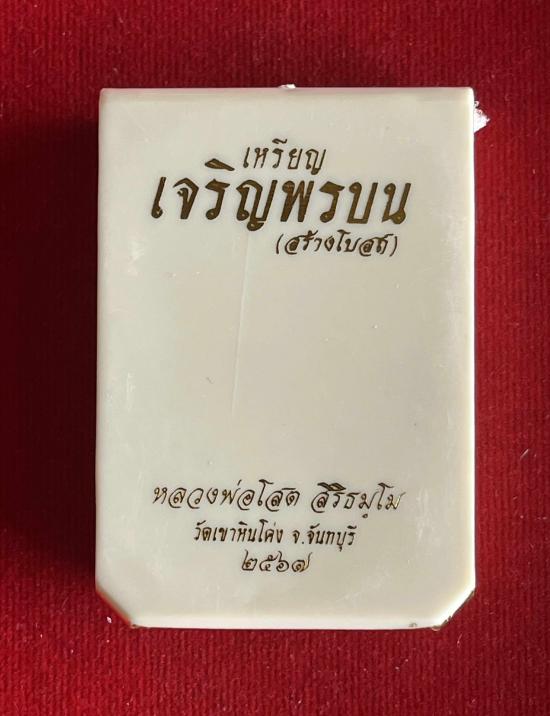 เหรียญ
เจริญพรบน
(สร้างโบสถ์)
หลวงพ่อโสต สิริธมฺโม
วัดเขาหินโค่ง จ.จันทบุรี
๒๕๖๗